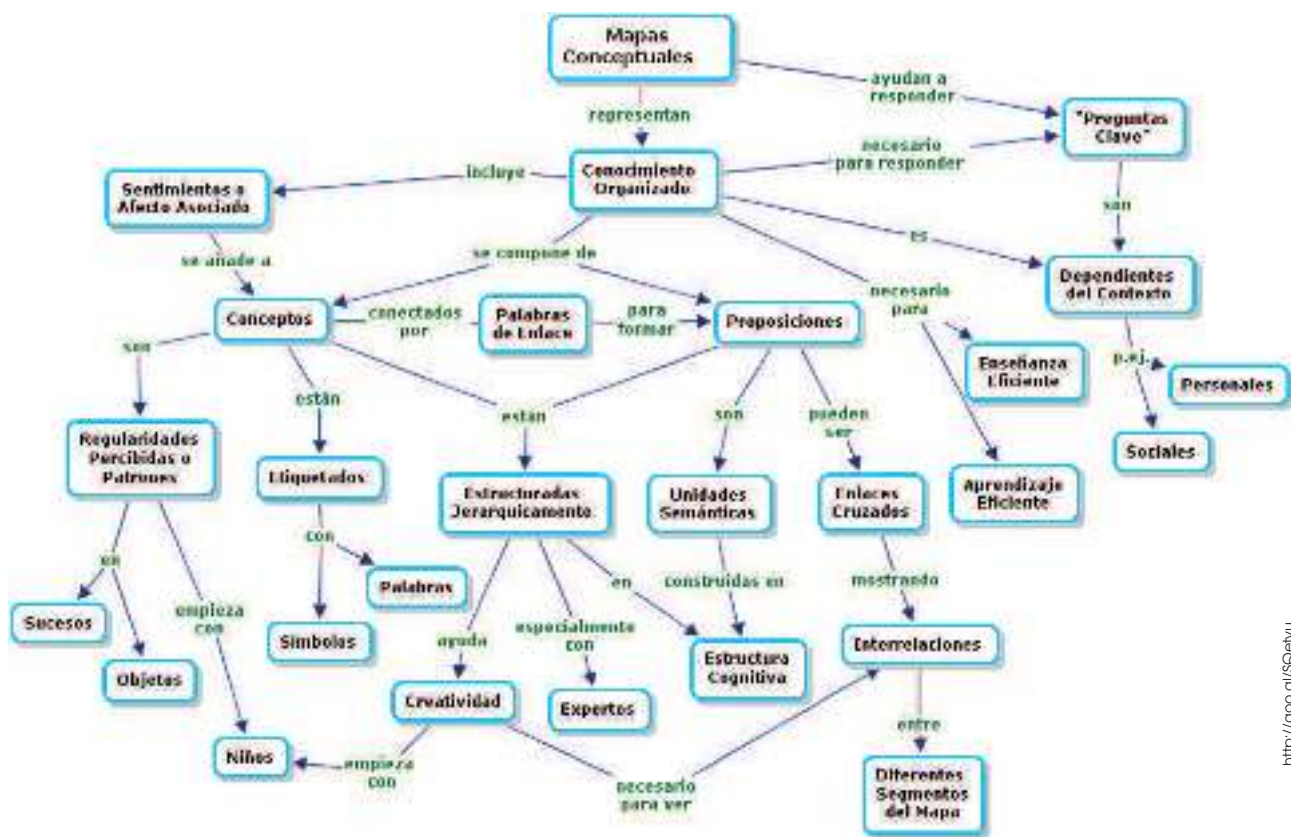 Mapas
Conceptuales
ayudan a
responder
representan
"Preguntas
Clave"
necesario
para responder
Conocimiento
Organizado
incluye
Sentimientos o
Afecto Asociado
son
es
se añade a
se compone de
Dependientes
del Contexto
necesario
para
Conceptos
conectados
por
Palabras
de Enlace
para
formar
Proposiciones
Enseñanza
Eficiente
p.ej.
Personales
son
están
están
son
pueden
ser
Sociales
Regularidades
Percibidas o
Patrones
Etiquetados
Estructuradas
Jerarquicamente
Unidades
Semánticas
Enlaces
Cruzados
Aprendizaje
Eficiente
en
con
Palabras
en
construidas en
mostrando
Sucesos
empieza
con
Símbolos
ayuda
especialmente
con
Estructura
Cognitiva
Interrelaciones
Objetos
Creatividad
Expertos
entre
Niños
empieza
con
necesario
para ver
Diferentes
Segmentos
del Mapa